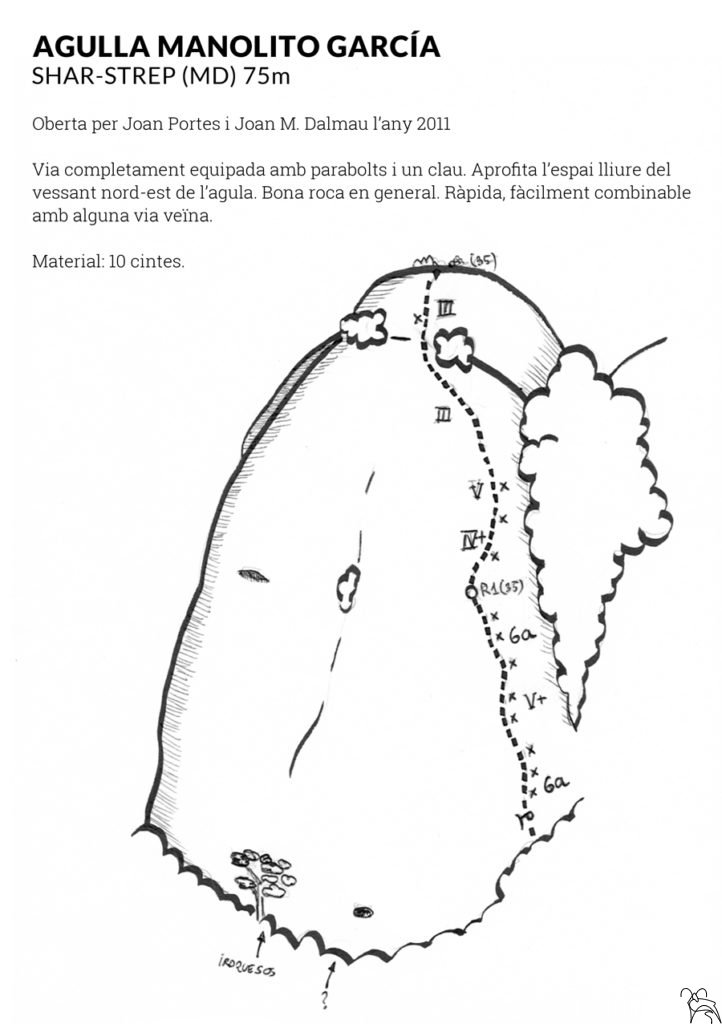 AGULLA MANOLITO GARCÍA
SHAR-STREP (MD) 75m
Oberta per Joan Portes i Joan M. Dalmau l'any 2011
Via completament equipada amb parabolts i un clau. Aprofita l'espai lliure del
vessant nord-est de l'agula. Bona roca en general. Ràpida, fàcilment combinable
amb alguna via veïna.
Material: 10 cintes.
(35)
III
III
V
IV+
R1(35)
6a
V+
6a
iROQUESOS
?